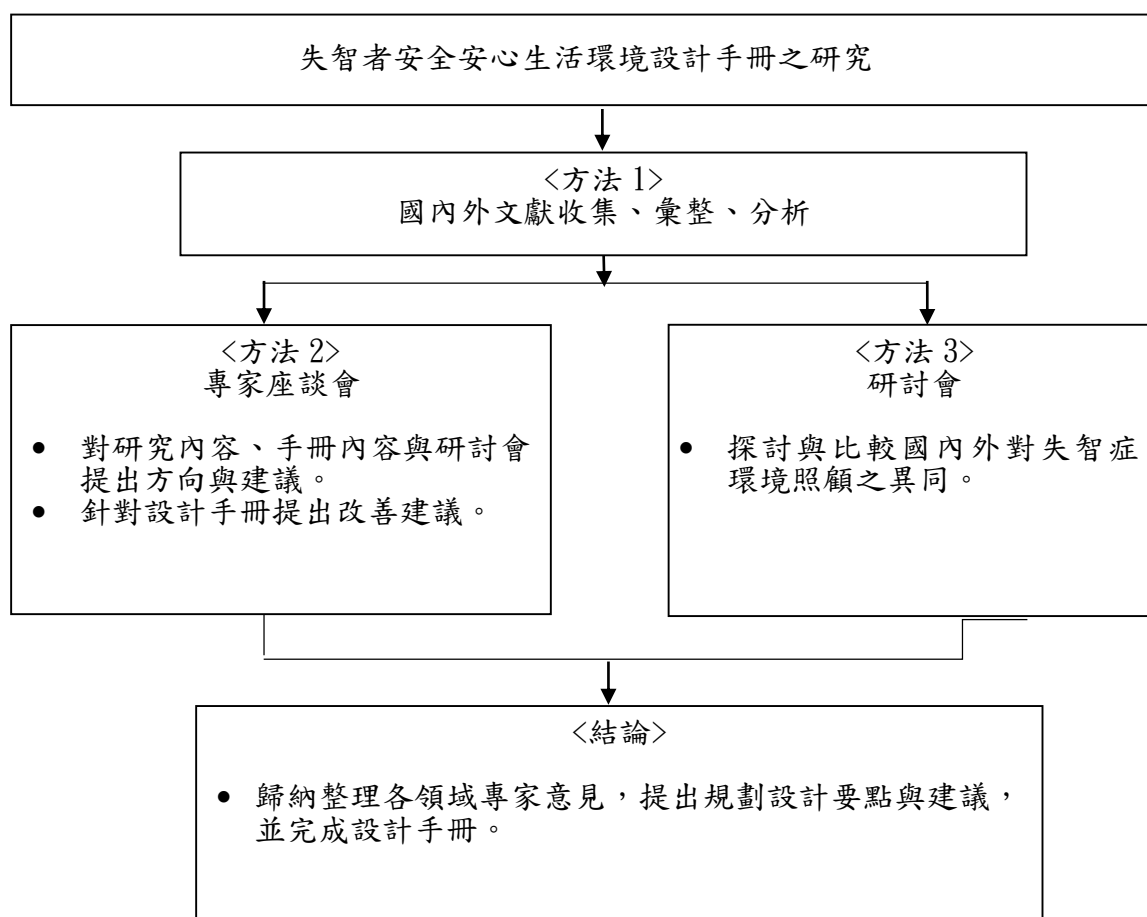 失智者安全安心生活環境設計手冊之研究
<方法 1>
國內外文獻收集、彙整、分析
<方法 2>
專家座談會
• 對研究內容、手冊內容與研討會
提出方向與建議。
• 針對設計手冊提出改善建議。
<方法 3>
研討會
• 探討與比較國內外對失智症
環境照顧之異同。
<結論>
• 歸納整理各領域專家意見，提出規劃設計要點與建議，
並完成設計手冊。